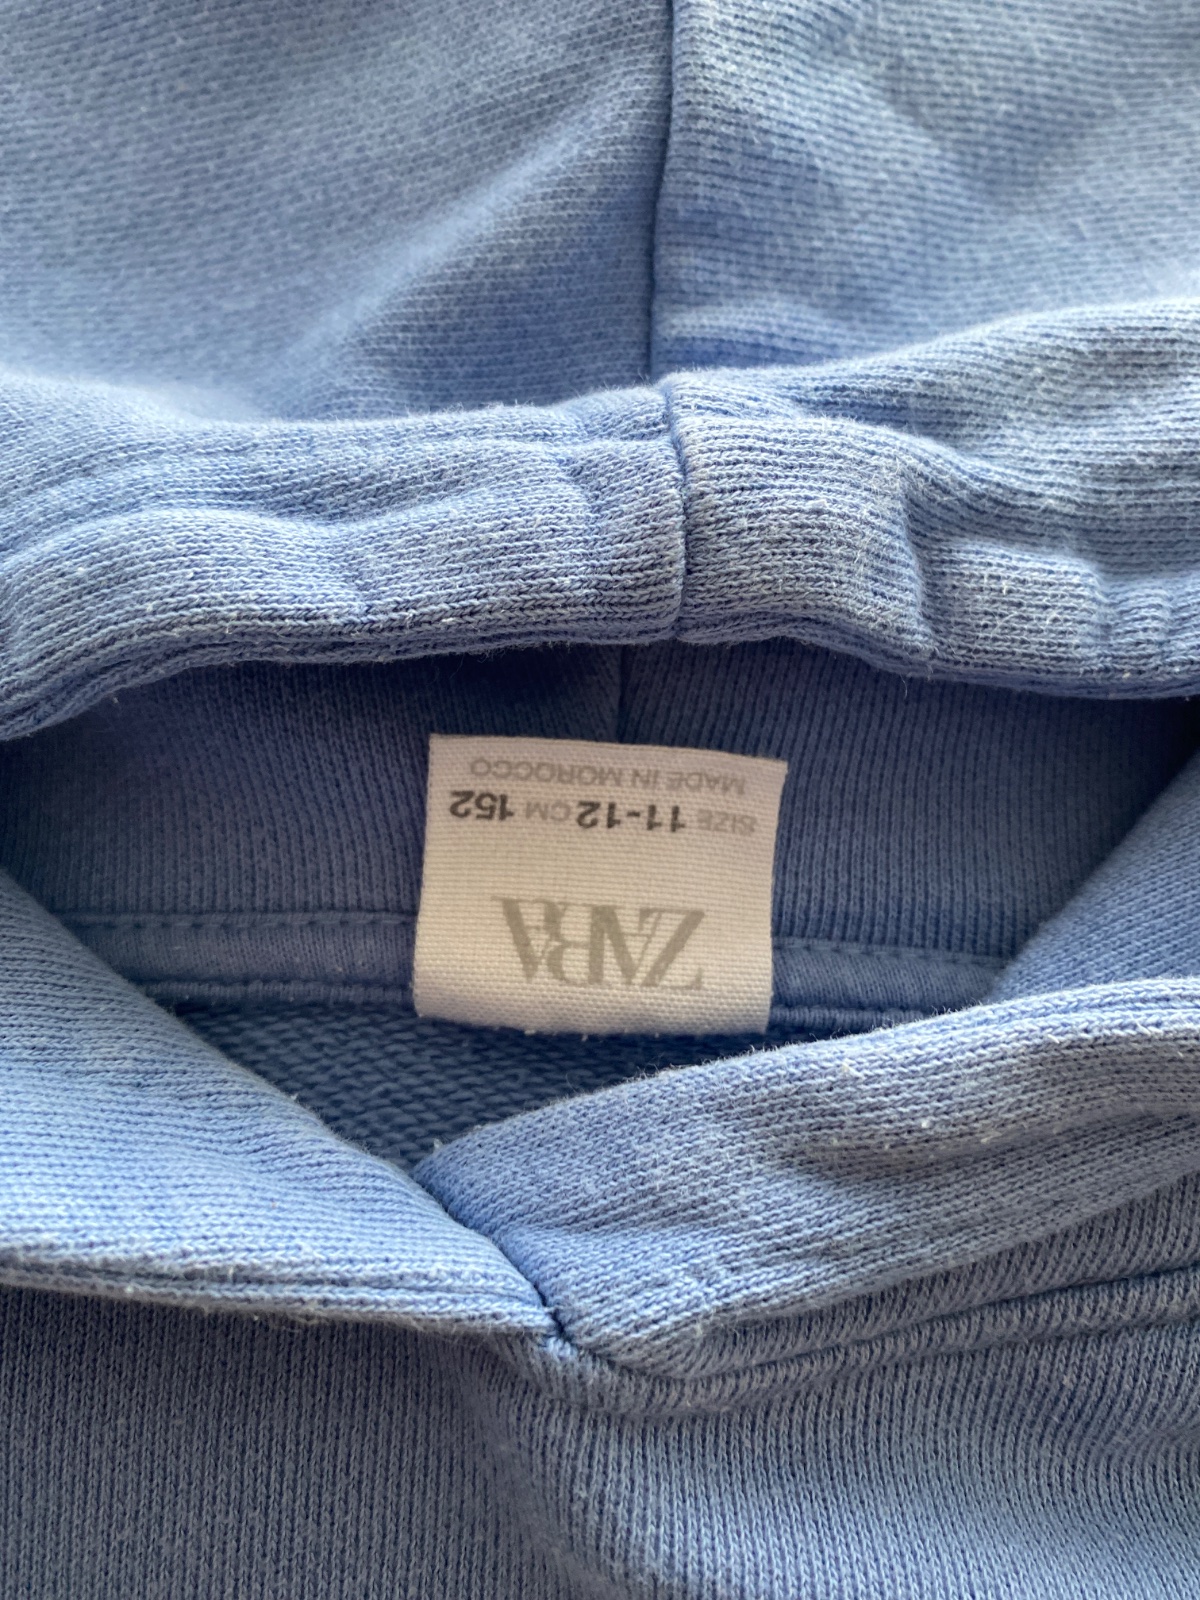 ZARA
SIZE 11-12 CM 152
MADE IN MOROCCO